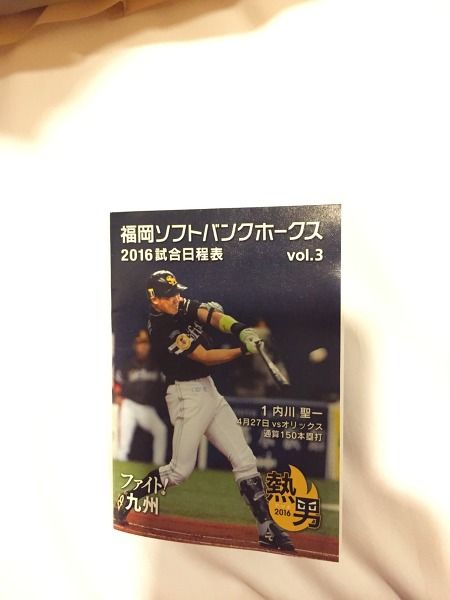 福岡ソフトバンクホークス
2016試合日程表 vol.3
1 内川 聖一
4月27日 vsオリックス
通算150本塁打
ファイト!
九州
熱男
2016